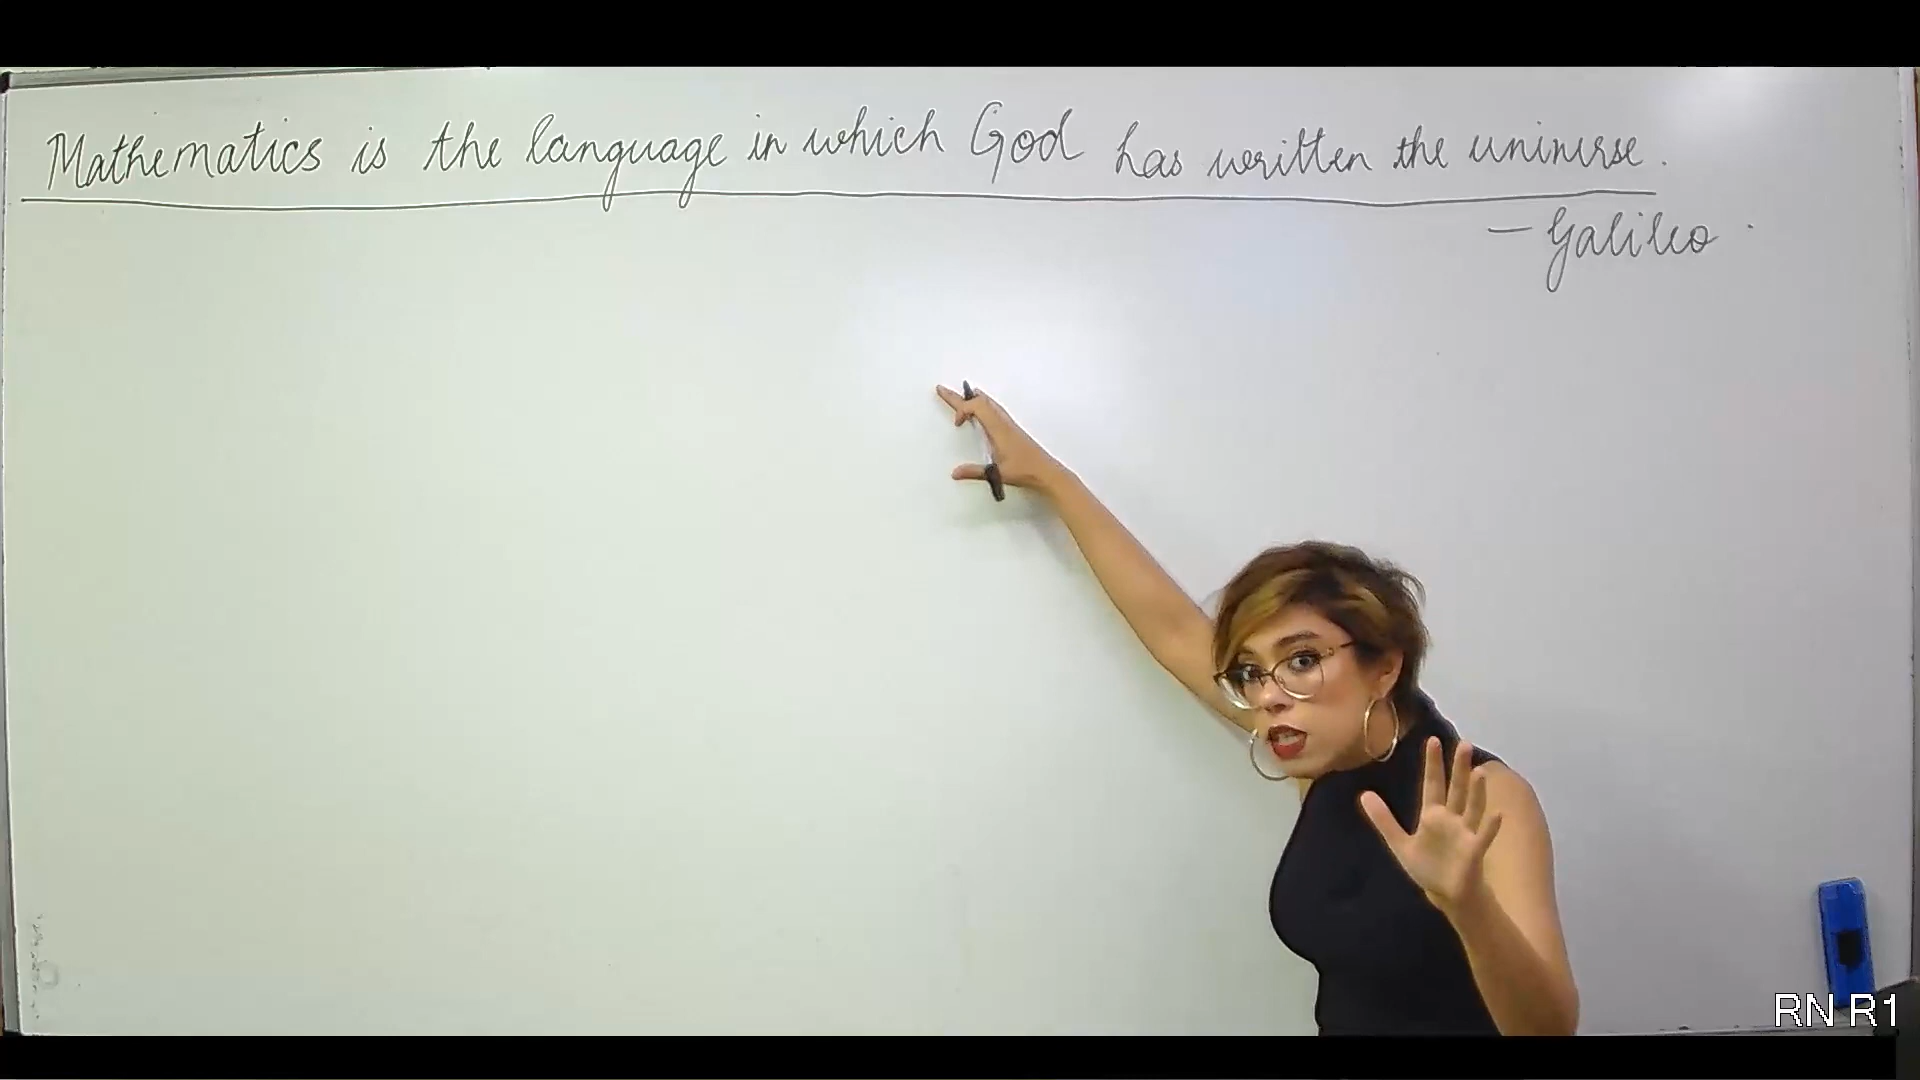 Mathematics is the language in which God has written the universe.
— Galileo
RN R1